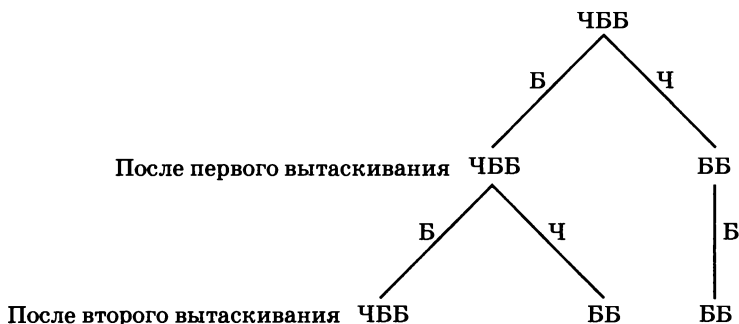 ЧББ
Б Ч
После первого вытаскивания ЧББ ББ
Б Ч Б
После второго вытаскивания ЧББ ББ ББ